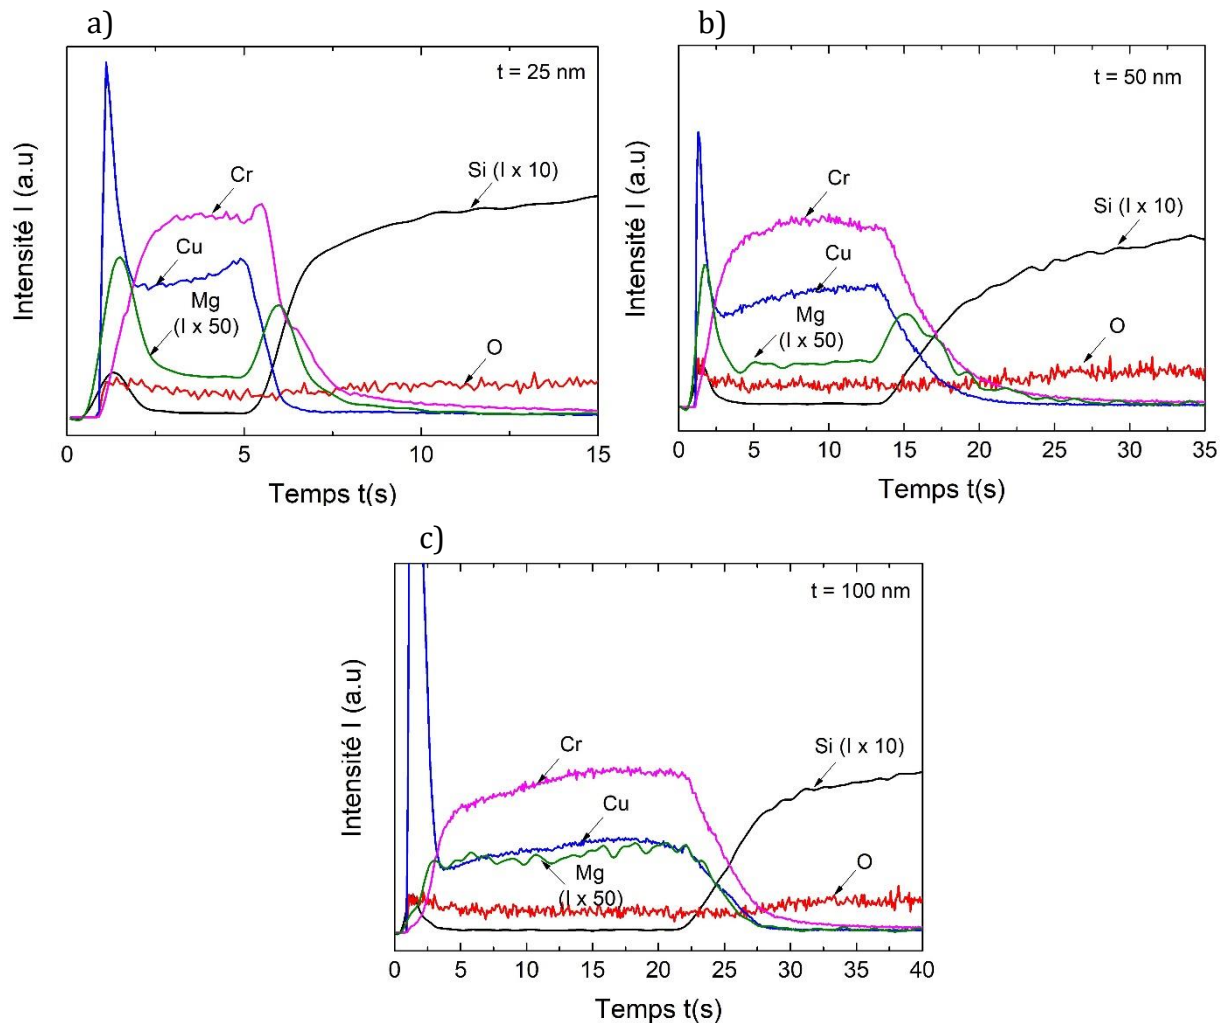 a)
t = 25 nm
Intensité I (a.u)
Si (I x 10)
Cr
Cu
Mg
(I x 50)
O
0 5 10 15
Temps t(s)
b)
t = 50 nm
Intensité I (a.u)
Cr
Si (I x 10)
Cu
Mg
(I x 50)
O
0 5 10 15 20 25 30 35
Temps t(s)
c)
t = 100 nm
Intensité I (a.u)
Cr
Si (I x 10)
Cu
Mg
(I x 50)
O
0 5 10 15 20 25 30 35 40
Temps t(s)